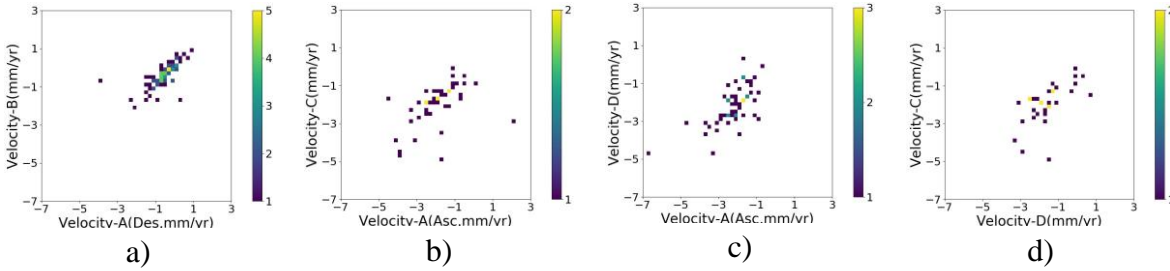 3
1
−1
−3
−5
−7
−7 −5 −3 −1 1 3
Velocity-B(mm/yr)
Velocity-A(Des.mm/yr)
5
4
3
2
1
a)
3
1
−1
−3
−5
−7
−7 −5 −3 −1 1 3
Velocity-C(mm/yr)
Velocity-A(Asc.mm/yr)
2
1
b)
3
1
−1
−3
−5
−7
−7 −5 −3 −1 1 3
Velocity-D(mm/yr)
Velocity-A(Asc.mm/yr)
3
2
1
c)
3
1
−1
−3
−5
−7
−7 −5 −3 −1 1 3
Velocity-C(mm/yr)
Velocity-D(mm/yr)
d)